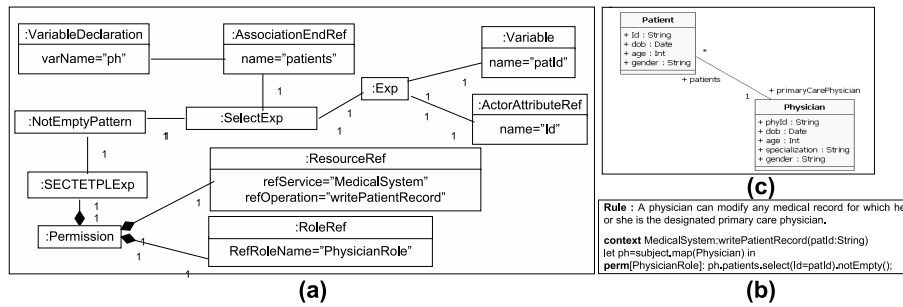 :VariableDeclaration
varName="ph"
:AssociationEndRef
name="patients"
:Variable
name="patId"
1
1
1
:Exp
1
1
1
:NotEmptyPattern
1
1
:SelectExp
1
:ActorAttributeRef
name="Id"
1
:SECTETPLExp
1
1
:ResourceRef
refService="MedicalSystem"
refOperation="writePatientRecord"
1
:Permission
1
1
:RoleRef
RefRoleName="PhysicianRole"
1
(a)
Patient
+ Id : String
+ dob : Date
+ age : Int
+ gender : String
*
+ patients
+ primaryCarePhysician
1
Physician
+ phyId : String
+ dob : Date
+ age : Int
+ specialization : String
+ gender : String
(c)
Rule : A physician can modify any medical record for which he
or she is the designated primary care physician.
context MedicalSystem:writePatientRecord(patId:String)
let ph=subject.map(Physician) in
perm[PhysicianRole]: ph.patients.select(Id=patId).notEmpty();
(b)